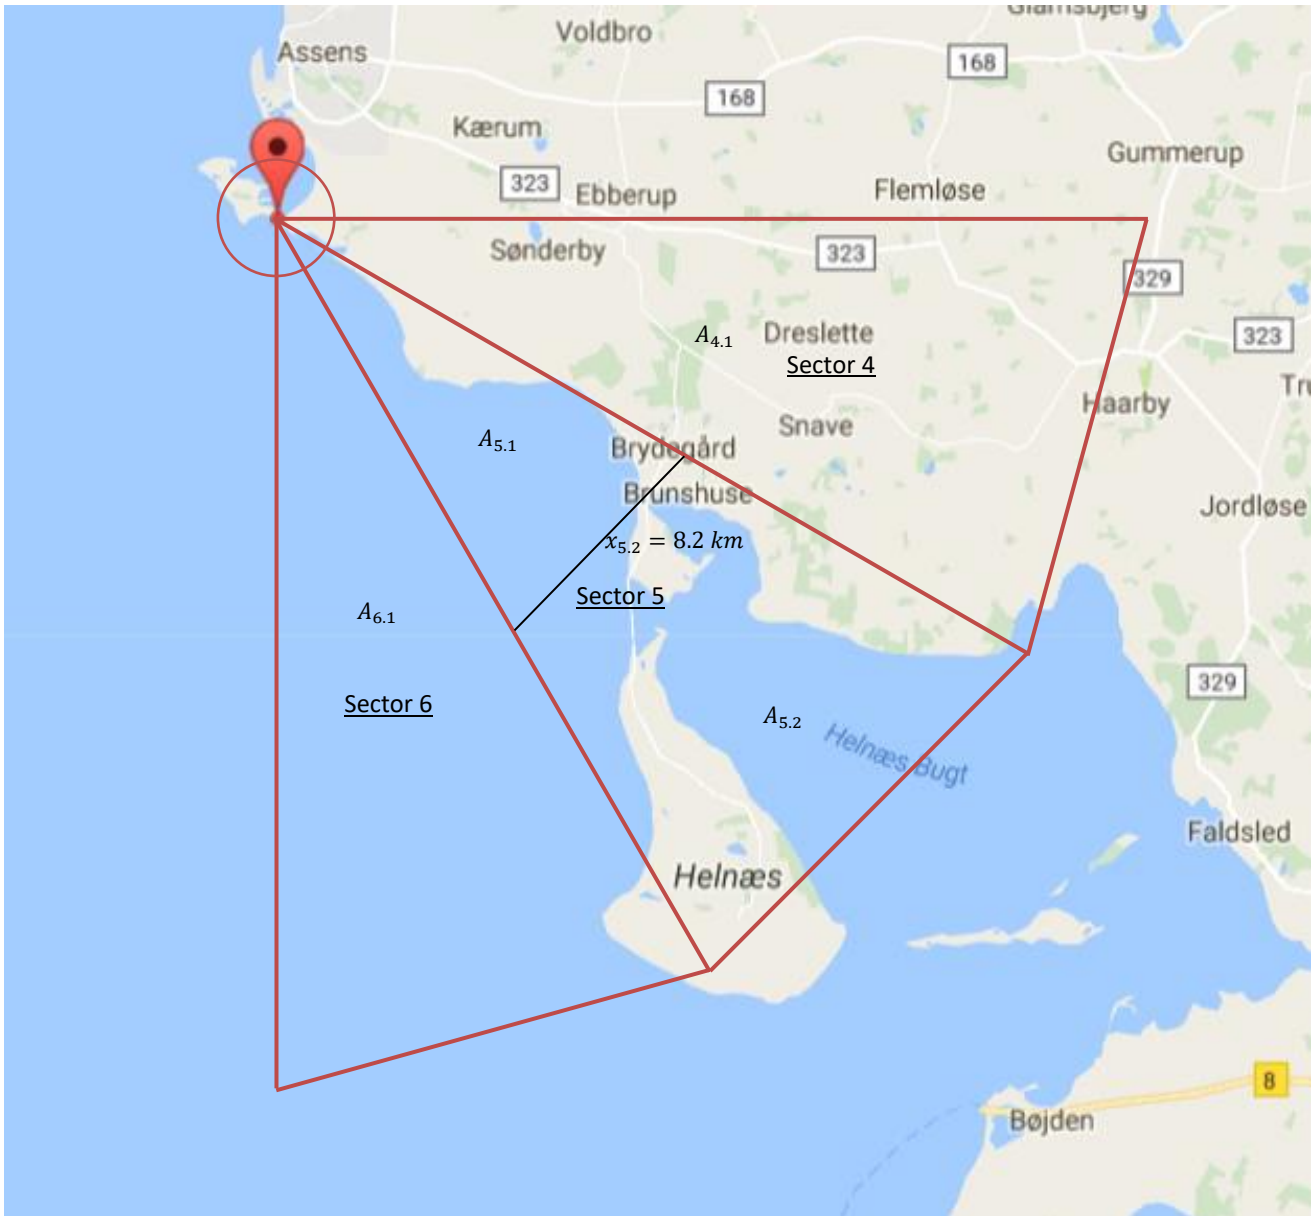 Glamsbjerg
Voldbro
Assens
168
168
Kærum
Gummerup
323
Ebberup
Flemløse
Sønderby
323
329
A4.1
Dreslette
323
Sector 4
Haarby
Snave
A5.1
Brydegård
Brunshuse
Jordløse
x5.2 = 8.2 km
Sector 5
A6.1
329
Sector 6
A5.2
Helnæs Bugt
Faldsled
Helnæs
8
Bøjden